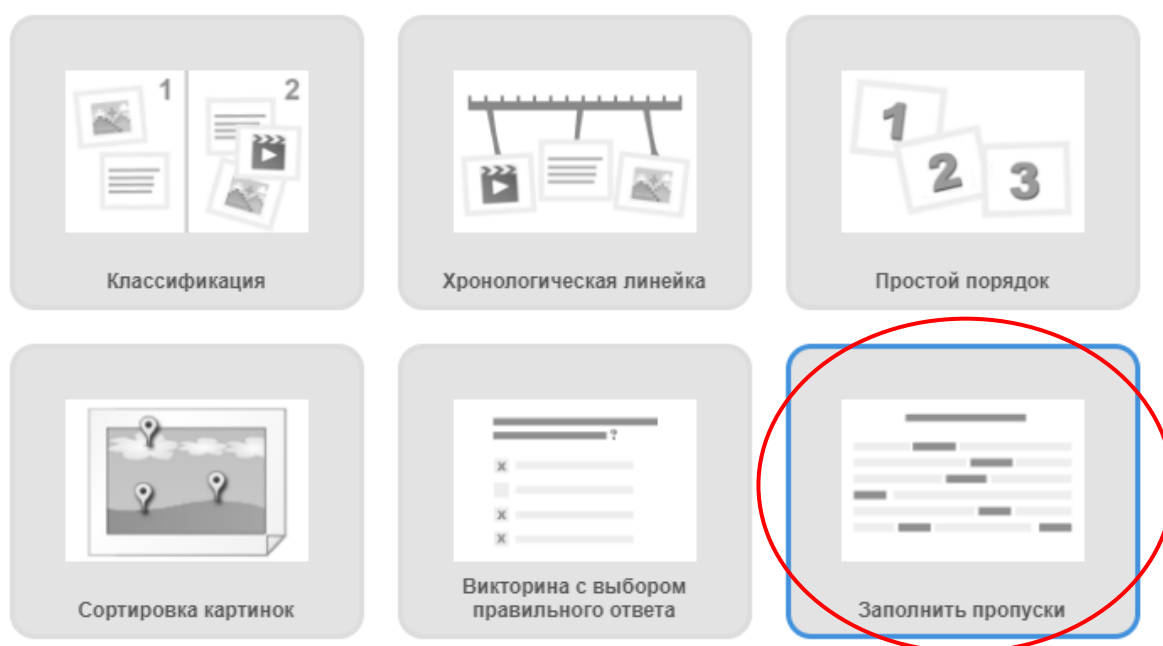 1
2
Классификация
Хронологическая линейка
1
2
3
Простой порядок
Сортировка картинок
?
x
x
x
Викторина с выбором
правильного ответа
Заполнить пропуски